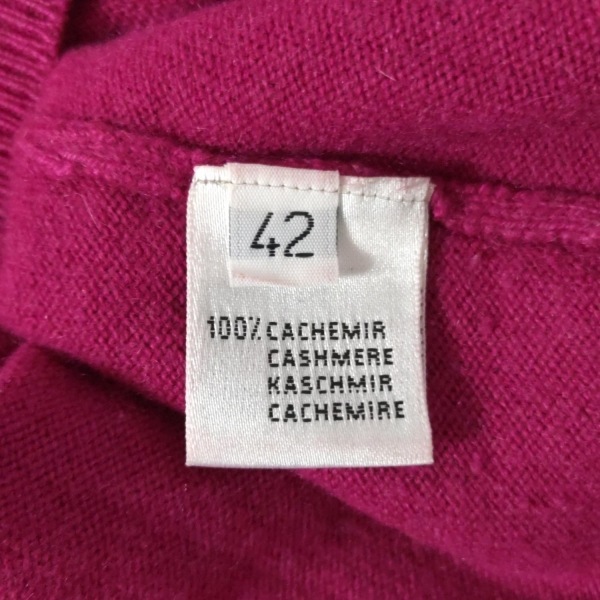 42
100% CACHEMIR
CASHMERE
KASCHMIR
CACHEMIRE